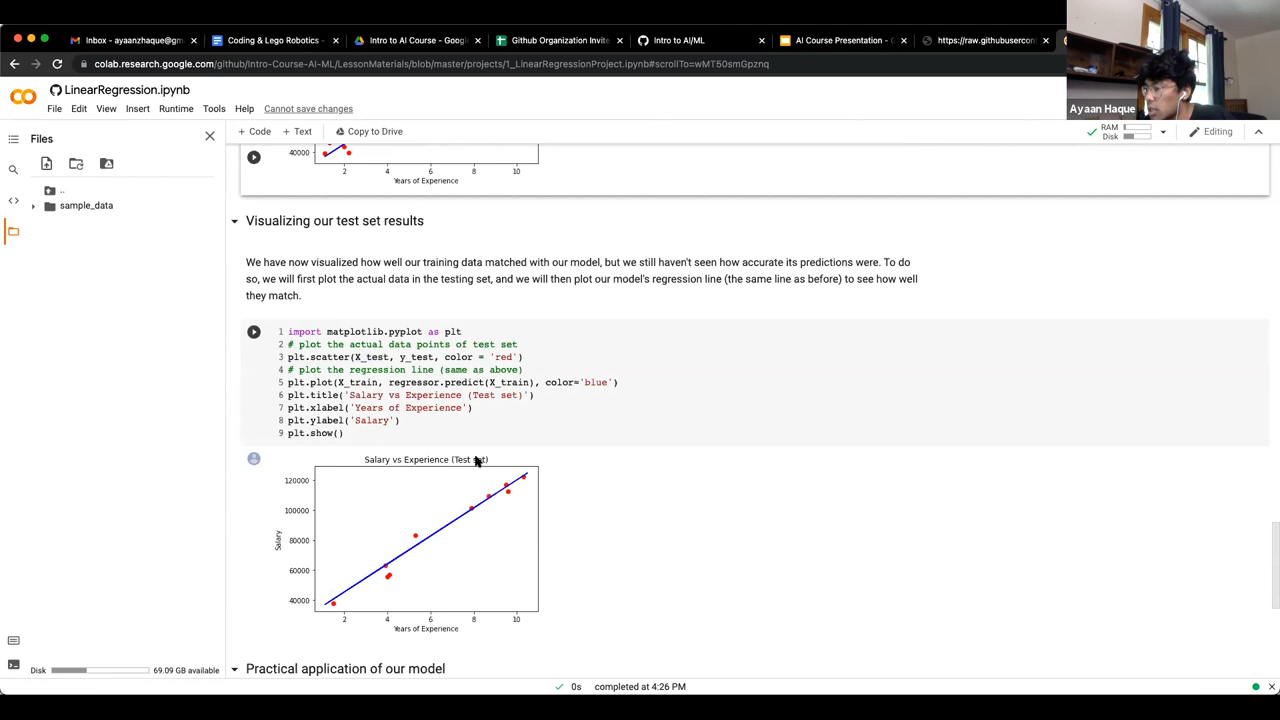 Inbox - ayaanzhaque@gm
Coding & Lego Robotics
Intro to AI Course - Google
Github Organization Invite
Intro to AI/ML
AI Course Presentation - G
https://raw.githubusercont
colab.research.google.com/github/Intro-Course-AI-ML/LessonMaterials/blob/master/projects/1_LinearRegressionProject.ipynb#scrollTo=wMT50smGpznq
Ayaan Haque
LinearRegression.ipynb
File Edit View Insert Runtime Tools Help Cannot save changes
Files
+ Code + Text Copy to Drive
RAM
Disk
Editing
..
sample_data
40000
2 4 6 8 10
Years of Experience
Visualizing our test set results
We have now visualized how well our training data matched with our model, but we still haven't seen how accurate its predictions were. To do
so, we will first plot the actual data in the testing set, and we will then plot our model's regression line (the same line as before) to see how well
they match.
1 import matplotlib.pyplot as plt
2 # plot the actual data points of test set
3 plt.scatter(X_test, y_test, color = 'red')
4 # plot the regression line (same as above)
5 plt.plot(X_train, regressor.predict(X_train), color='blue')
6 plt.title('Salary vs Experience (Test set)')
7 plt.xlabel('Years of Experience')
8 plt.ylabel('Salary')
9 plt.show()
Salary vs Experience (Test set)
120000
100000
80000
60000
40000
Salary
2 4 6 8 10
Years of Experience
Practical application of our model
Disk 69.09 GB available
0s completed at 4:26 PM